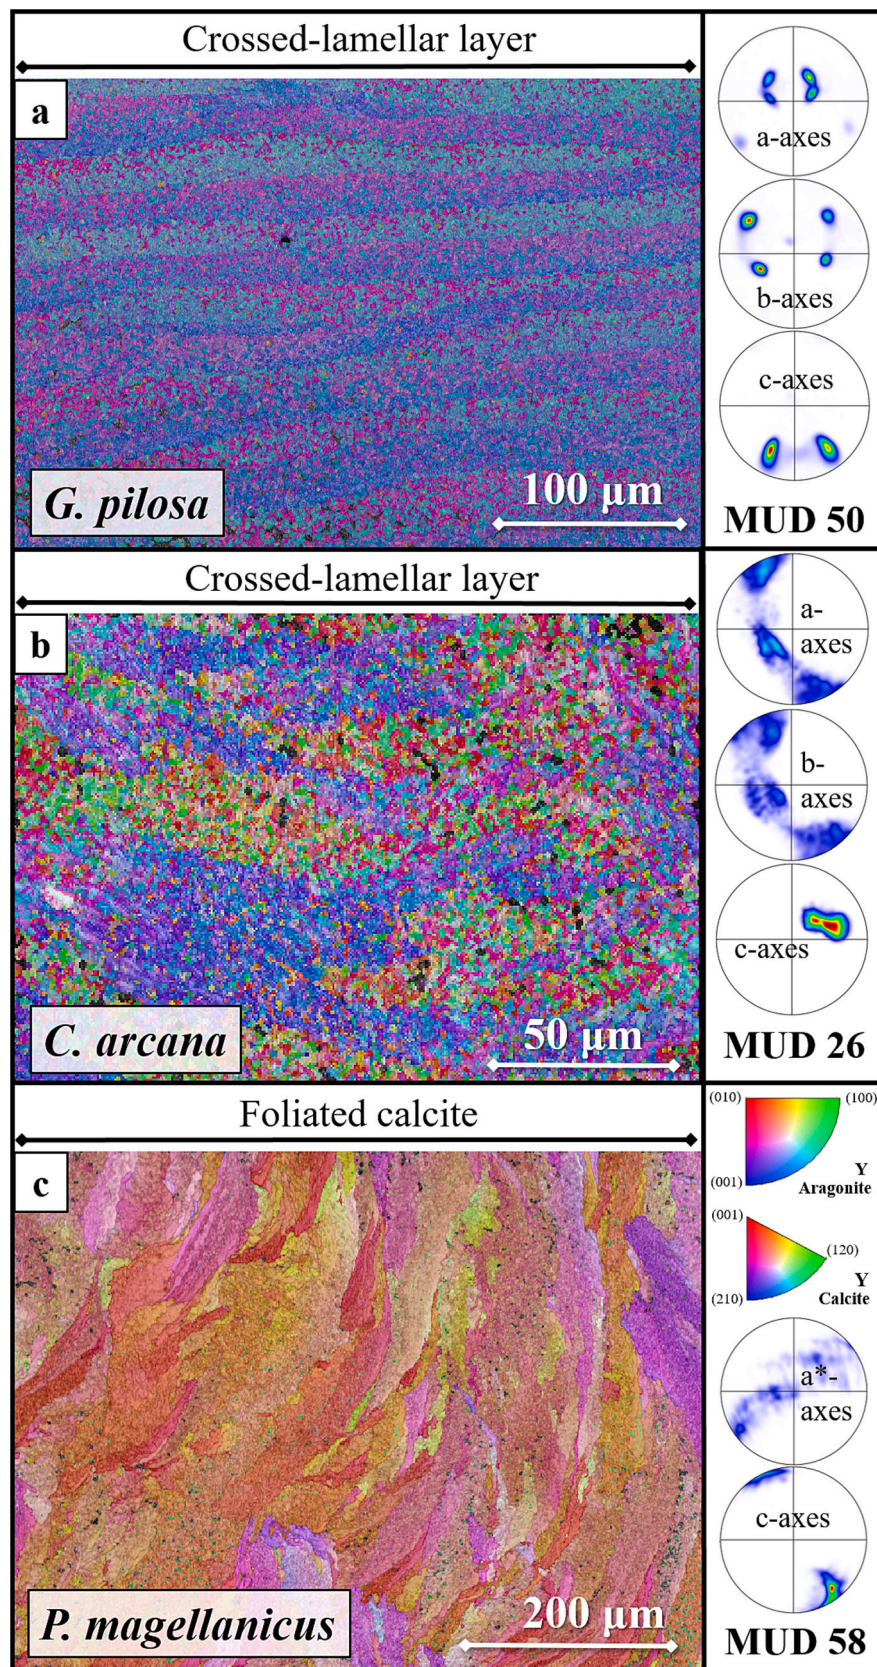 Crossed-lamellar layer
a
a-axes
b-axes
c-axes
G. pilosa
100 µm
MUD 50
Crossed-lamellar layer
b
a-
axes
b-
axes
c-axes
C. arcana
50 µm
MUD 26
Foliated calcite
c
(010)
(100)
(001)
Y
Aragonite
(001)
(120)
(210)
Y
Calcite
a*-
axes
c-axes
P. magellanicus
200 µm
MUD 58